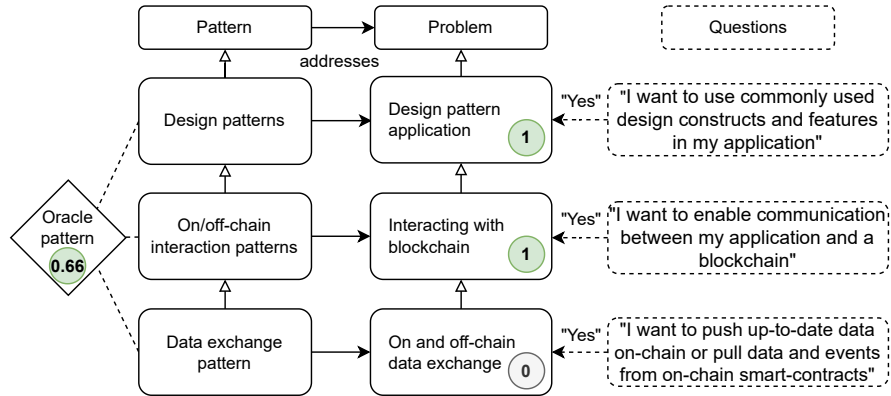 Pattern
Problem
Questions
addresses
Design patterns
Design pattern
application
1
"Yes"
"I want to use commonly used
design constructs and features
in my application"
Oracle
pattern
0.66
On/off-chain
interaction patterns
Interacting with
blockchain
1
"Yes"
"I want to enable communication
between my application and a
blockchain"
Data exchange
pattern
On and off-chain
data exchange
0
"Yes"
"I want to push up-to-date data
on-chain or pull data and events
from on-chain smart-contracts"